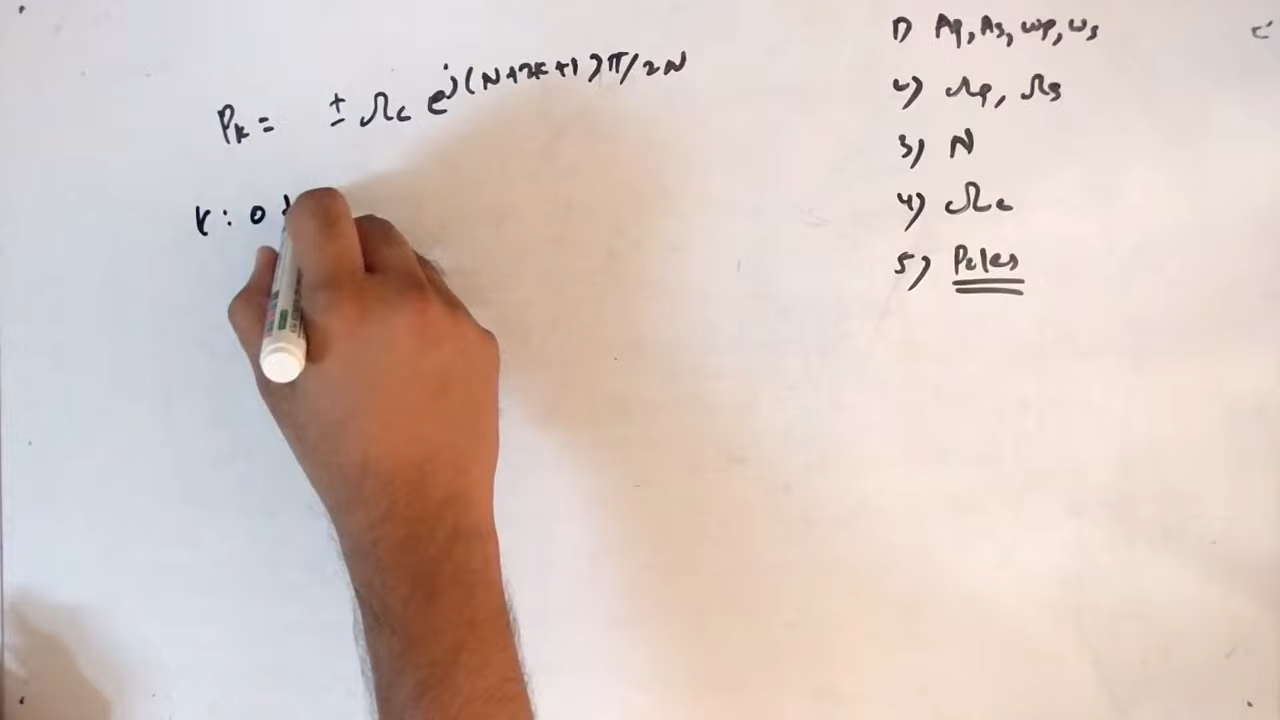 Pk = ± Ωc e^j(N+2k+1)π/2N
k : 0 t
1) Ap, As, ωp, ωs
2) Ωp, Ωs
3) N
4) Ωc
5) Poles